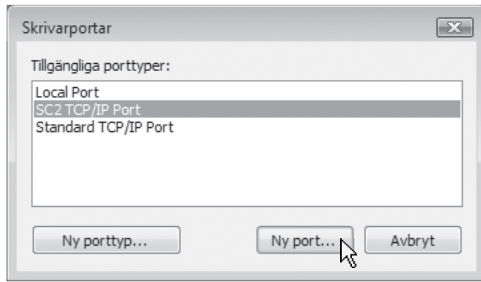 Skrivarportar
Tillgängliga porttyper:
Local Port
SC2 TCP/IP Port
Standard TCP/IP Port
Ny porttyp...
Ny port...
Avbryt